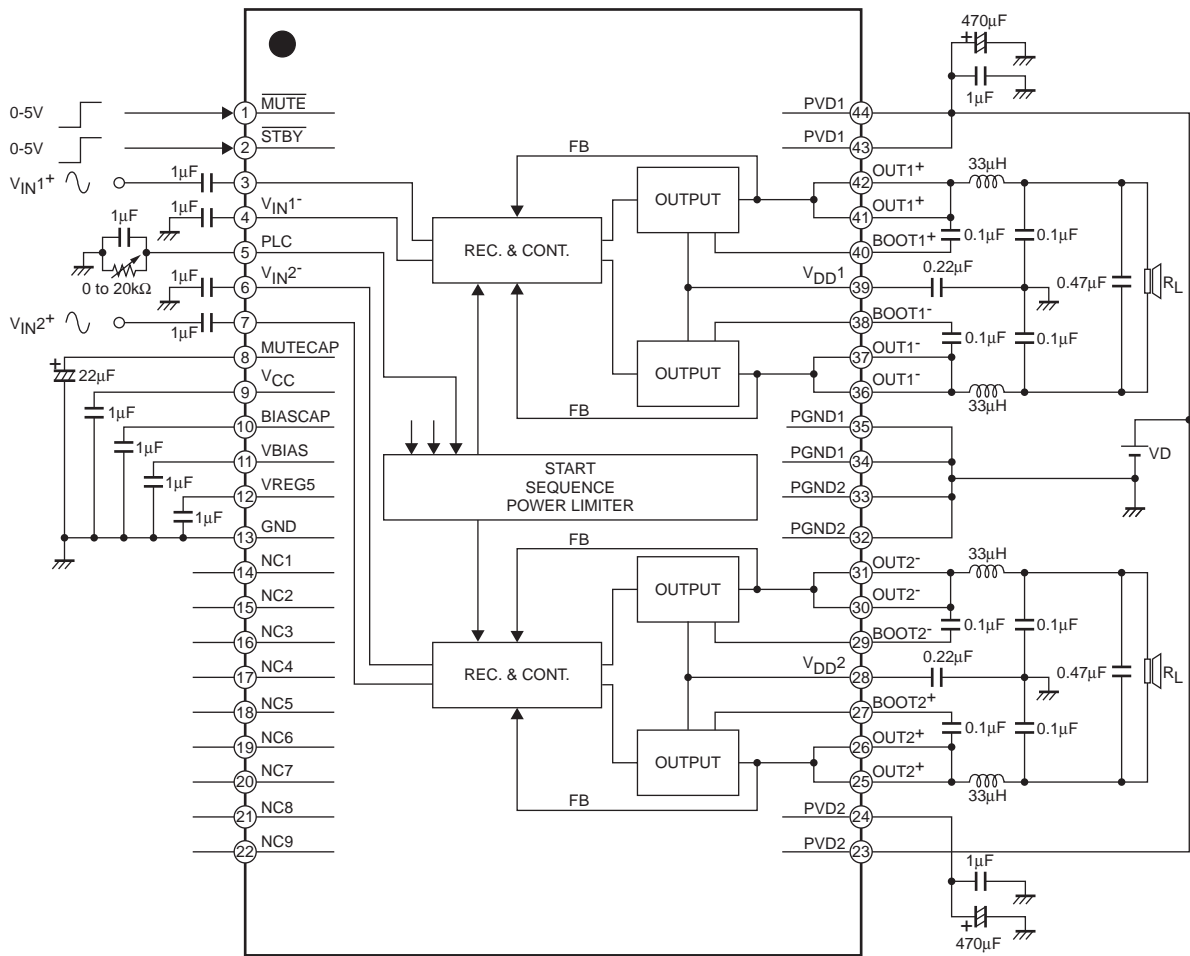 470μF
+
1μF
0-5V
1
MUTE
PVD1
44
0-5V
2
STBY
PVD1
43
VIN1+
1μF
3
FB
OUTPUT
OUT1+
42
33μH
1μF
4
VIN1-
OUT1+
41
1μF
REC. & CONT.
BOOT1+
40
0.1μF
0.1μF
5
PLC
0 to 20kΩ
VDD1
39
0.22μF
0.47μF
RL
1μF
6
VIN2-
BOOT1-
38
VIN2+
1μF
7
0.1μF
0.1μF
OUTPUT
OUT1-
37
8
MUTECAP
+
22μF
OUT1-
36
33μH
9
VCC
FB
1μF
10
BIASCAP
PGND1
35
1μF
11
VBIAS
PGND1
34
VD
1μF
12
VREG5
START
SEQUENCE
POWER LIMITER
PGND2
33
1μF
13
GND
PGND2
32
FB
14
NC1
OUTPUT
OUT2-
31
33μH
15
NC2
OUT2-
30
0.1μF
0.1μF
16
NC3
BOOT2-
29
REC. & CONT.
17
NC4
VDD2
28
0.22μF
0.47μF
RL
18
NC5
BOOT2+
27
0.1μF
0.1μF
19
NC6
OUTPUT
OUT2+
26
20
NC7
OUT2+
25
33μH
FB
21
NC8
PVD2
24
22
NC9
PVD2
23
1μF
+
470μF